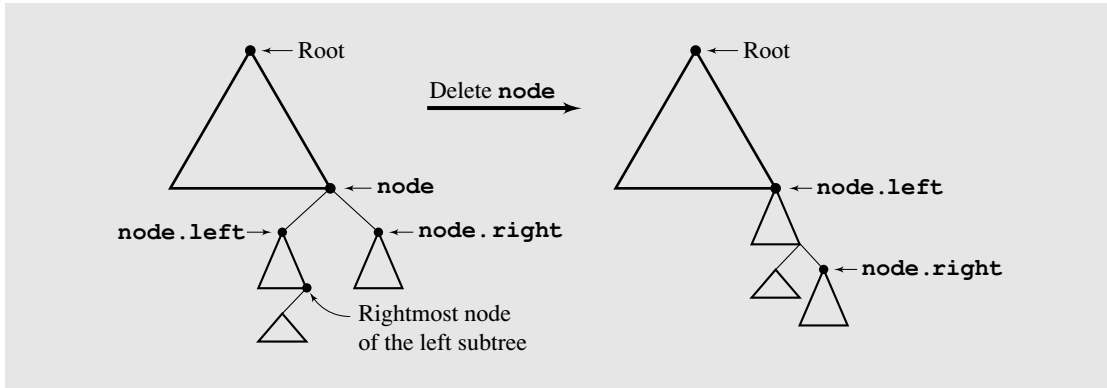 Root
Delete node
node
node.left
node.right
Rightmost node
of the left subtree
Root
node.left
node.right